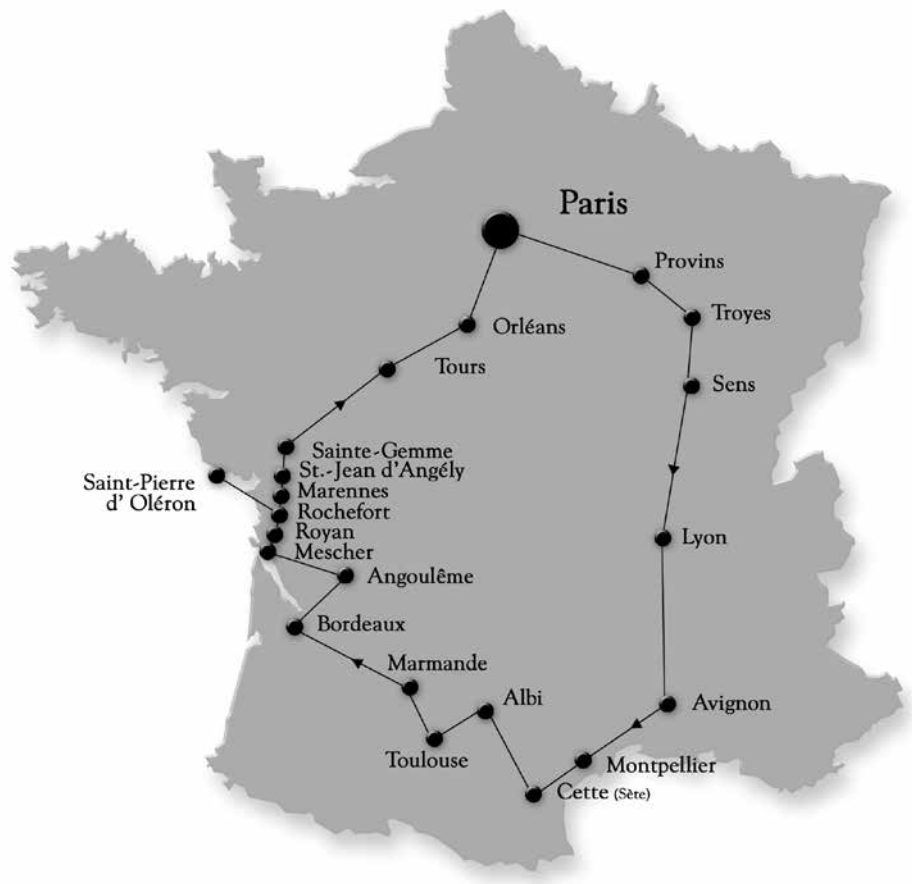 Paris
Provins
Troyes
Orléans
Tours
Sens
Sainte-Gemme
St.-Jean d'Angély
Saint-Pierre
d' Oléron
Marennes
Rochefort
Royan
Mescher
Lyon
Angoulême
Bordeaux
Marmande
Albi
Avignon
Toulouse
Montpellier
Cette (Sète)